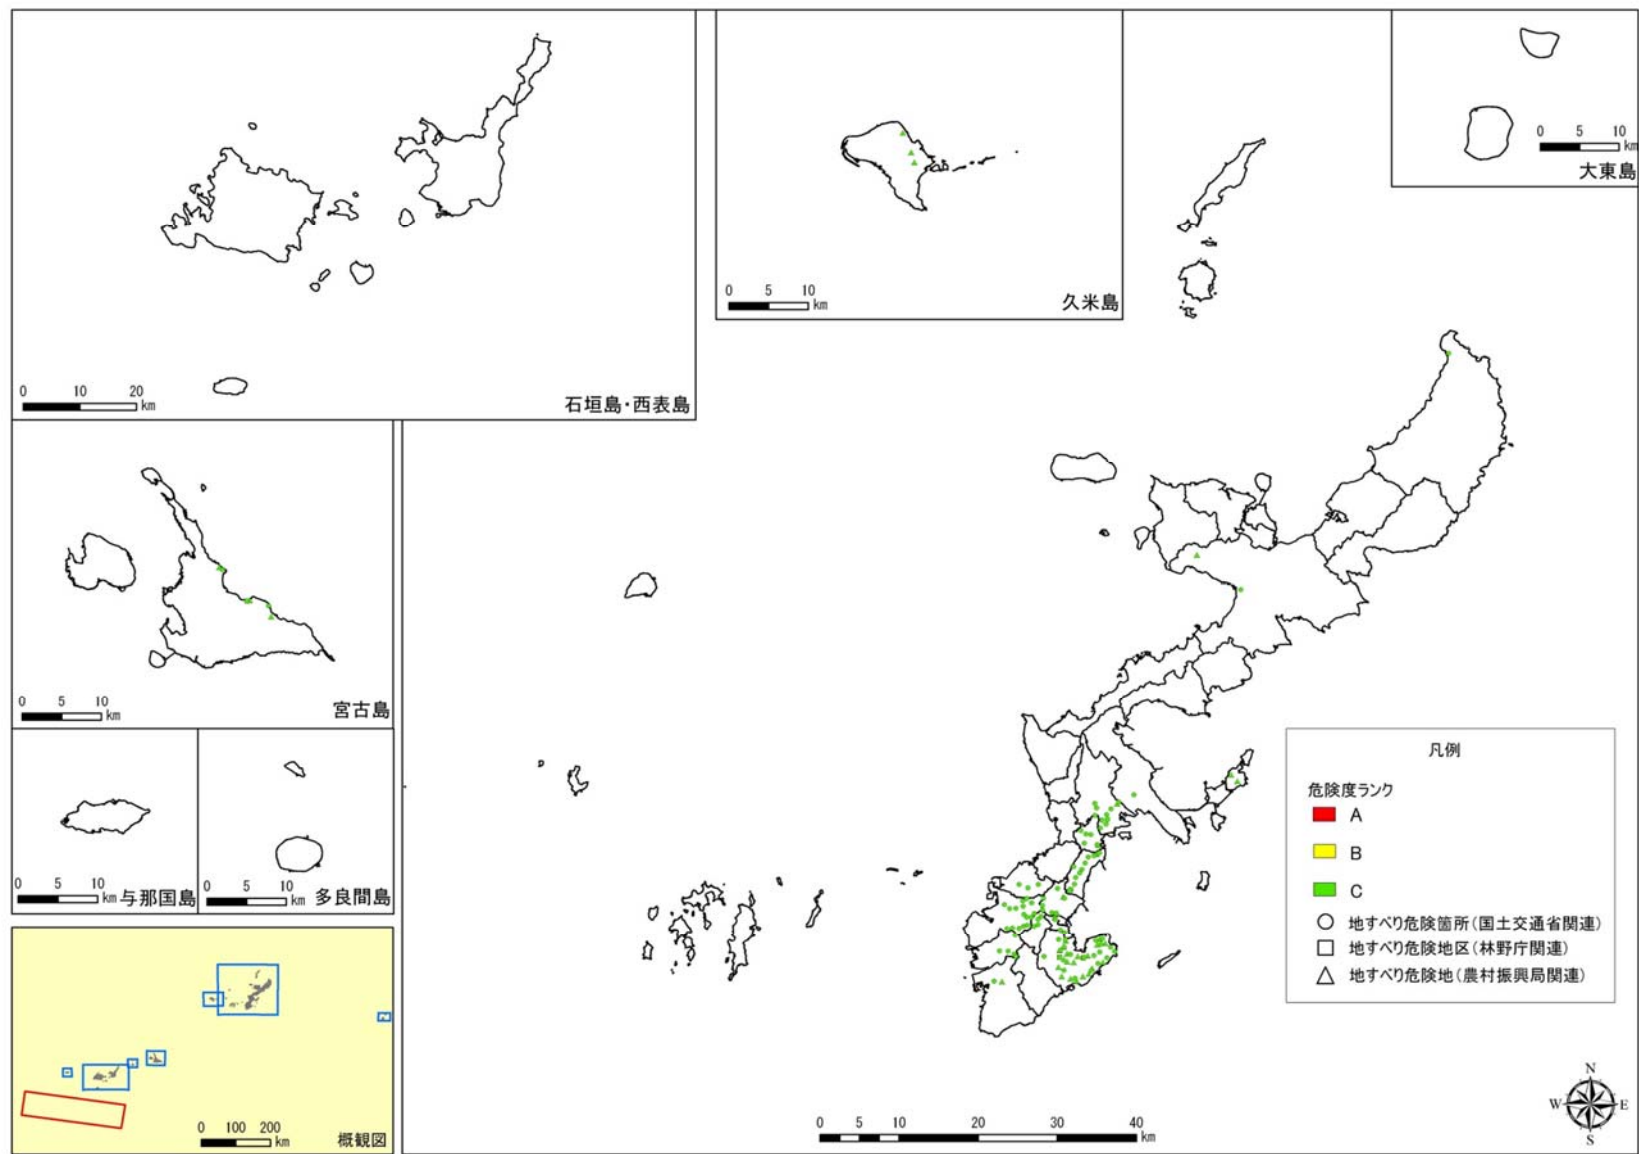 0 10 20 km
石垣島・西表島
0 5 10 km
久米島
0 5 10 km
大東島
0 5 10 km
宮古島
0 5 10 km
与那国島
0 5 10 km
多良間島
0 100 200 km
概観図
凡例
危険度ランク
A
B
C
地すべり危険箇所(国土交通省関連)
地すべり危険地区(林野庁関連)
地すべり危険地(農村振興局関連)
N
W E
S
0 5 10 20 30 40 km